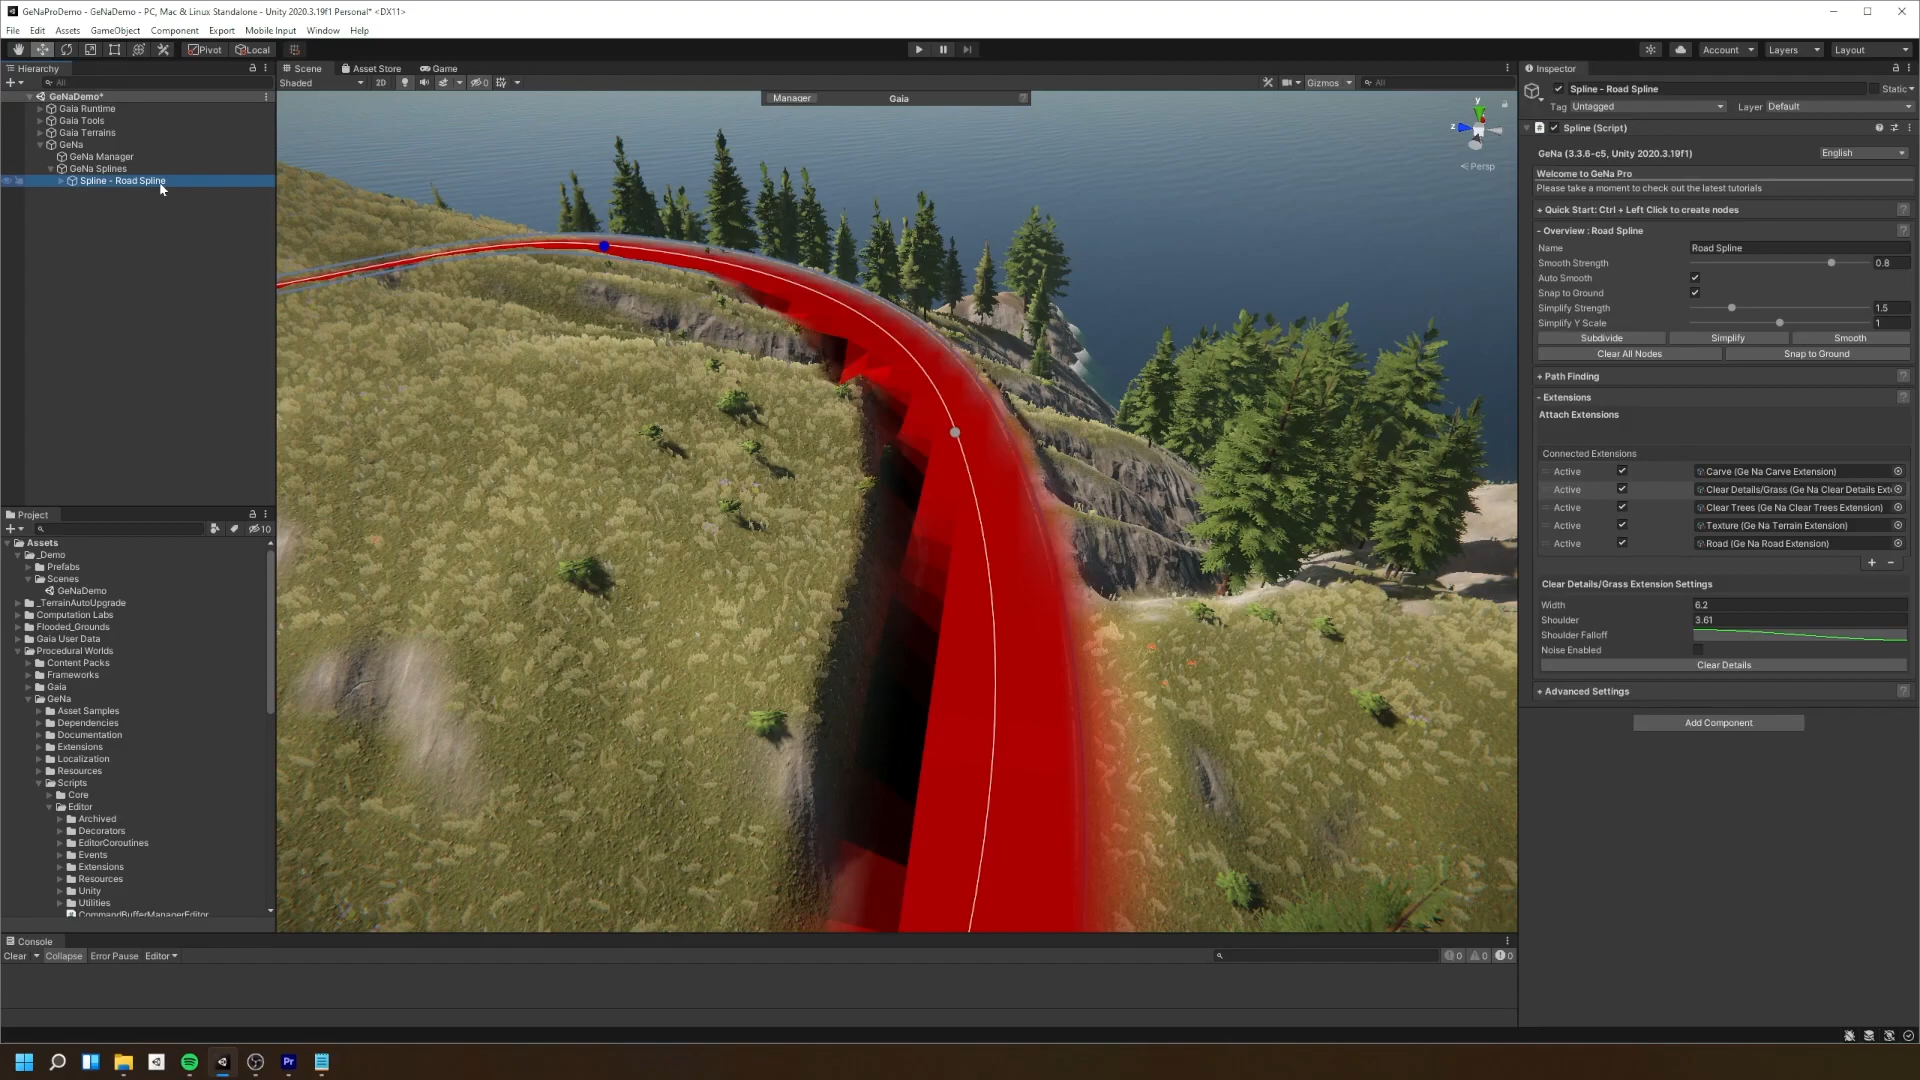 GeNaProDemo - GeNaDemo - PC, Mac & Linux Standalone - Unity 2020.3.19f1 Personal* <DX11>
File Edit Assets GameObject Component Cinemachine Export Mobile Input Window Help
Pivot Local
Account Layers Layout
Hierarchy
All
GeNaDemo*
Gaia Runtime
Gaia Tools
Gaia Terrains
GeNa
GeNa Manager
GeNa Splines
Spline - Road Spline
Scene Asset Store Game
Shaded 2D 0 Gizmos All
Manager Gaia
y
z
Persp
Project
10
Assets
_Demo
Prefabs
Scenes
GeNaDemo
_TerrainAutoUpgrade
Computation Labs
Flooded_Grounds
Gaia User Data
Procedural Worlds
Content Packs
Frameworks
Gaia
GeNa
Asset Samples
Dependencies
Documentation
Extensions
Localization
Resources
Scripts
Core
Editor
Archived
Decorators
EditorCoroutines
Events
Extensions
Resources
Unity
Utilities
CommandBufferManagerEditor
Console
Clear Collapse Error Pause Editor
0 0 0
Inspector
Spline - Road Spline Static
Tag Untagged Layer Default
Spline (Script)
GeNa (3.3.6-c5, Unity 2020.3.19f1) English
Welcome to GeNa Pro
Please take a moment to check out the latest tutorials
+ Quick Start: Ctrl + Left Click to create nodes ?
- Overview : Road Spline ?
Name Road Spline
Smooth Strength 0.8
Auto Smooth
Snap to Ground
Simplify Strength 1.5
Simplify Y Scale 1
Subdivide Simplify Smooth
Clear All Nodes Snap to Ground
+ Path Finding ?
- Extensions ?
Attach Extensions
Connected Extensions
Active Carve (Ge Na Carve Extension)
Active Clear Details/Grass (Ge Na Clear Details Exte
Active Clear Trees (Ge Na Clear Trees Extension)
Active Texture (Ge Na Terrain Extension)
Active Road (Ge Na Road Extension)
+ −
Clear Details/Grass Extension Settings
Width 6.2
Shoulder 3.61
Shoulder Falloff
Noise Enabled
Clear Details
+ Advanced Settings ?
Add Component
Pr